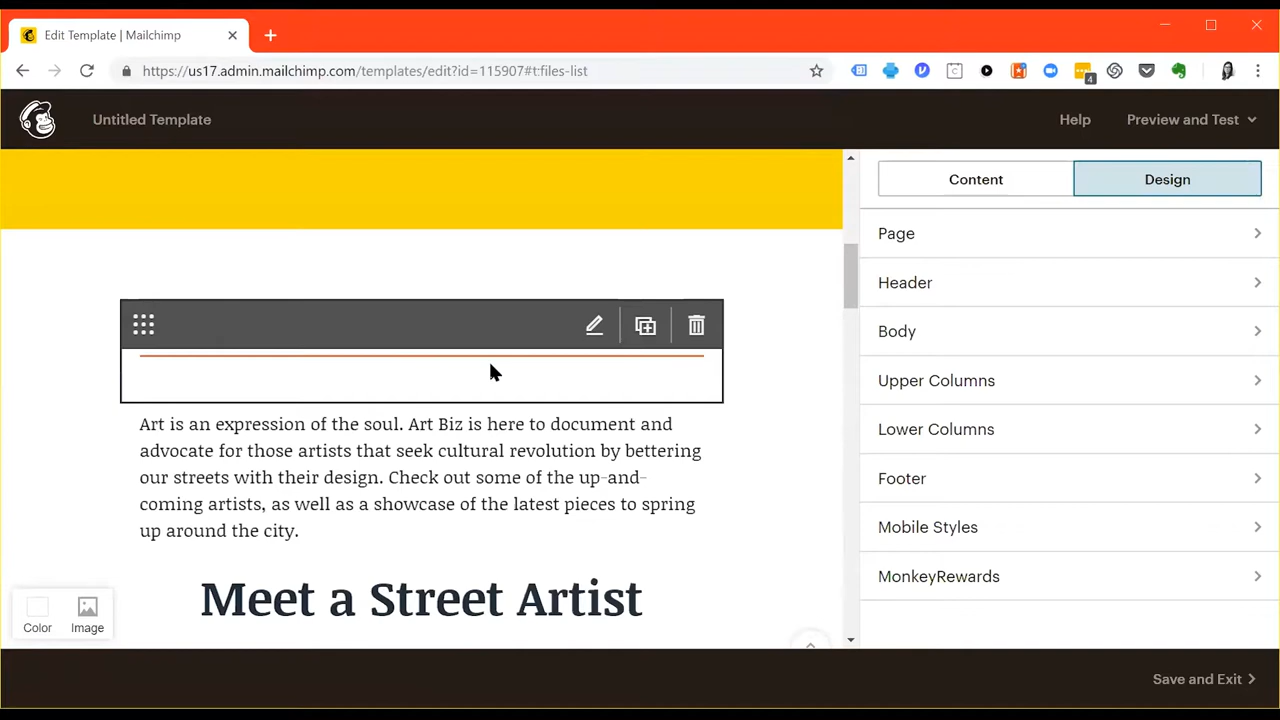 Edit Template | Mailchimp
https://us17.admin.mailchimp.com/templates/edit?id=115907#t:files-list
4
Untitled Template
Help
Preview and Test
Content
Design
Page
Header
Body
Upper Columns
Lower Columns
Footer
Mobile Styles
MonkeyRewards
Art is an expression of the soul. Art Biz is here to document and
advocate for those artists that seek cultural revolution by bettering
our streets with their design. Check out some of the up-and-
coming artists, as well as a showcase of the latest pieces to spring
up around the city.
Meet a Street Artist
Color
Image
Save and Exit